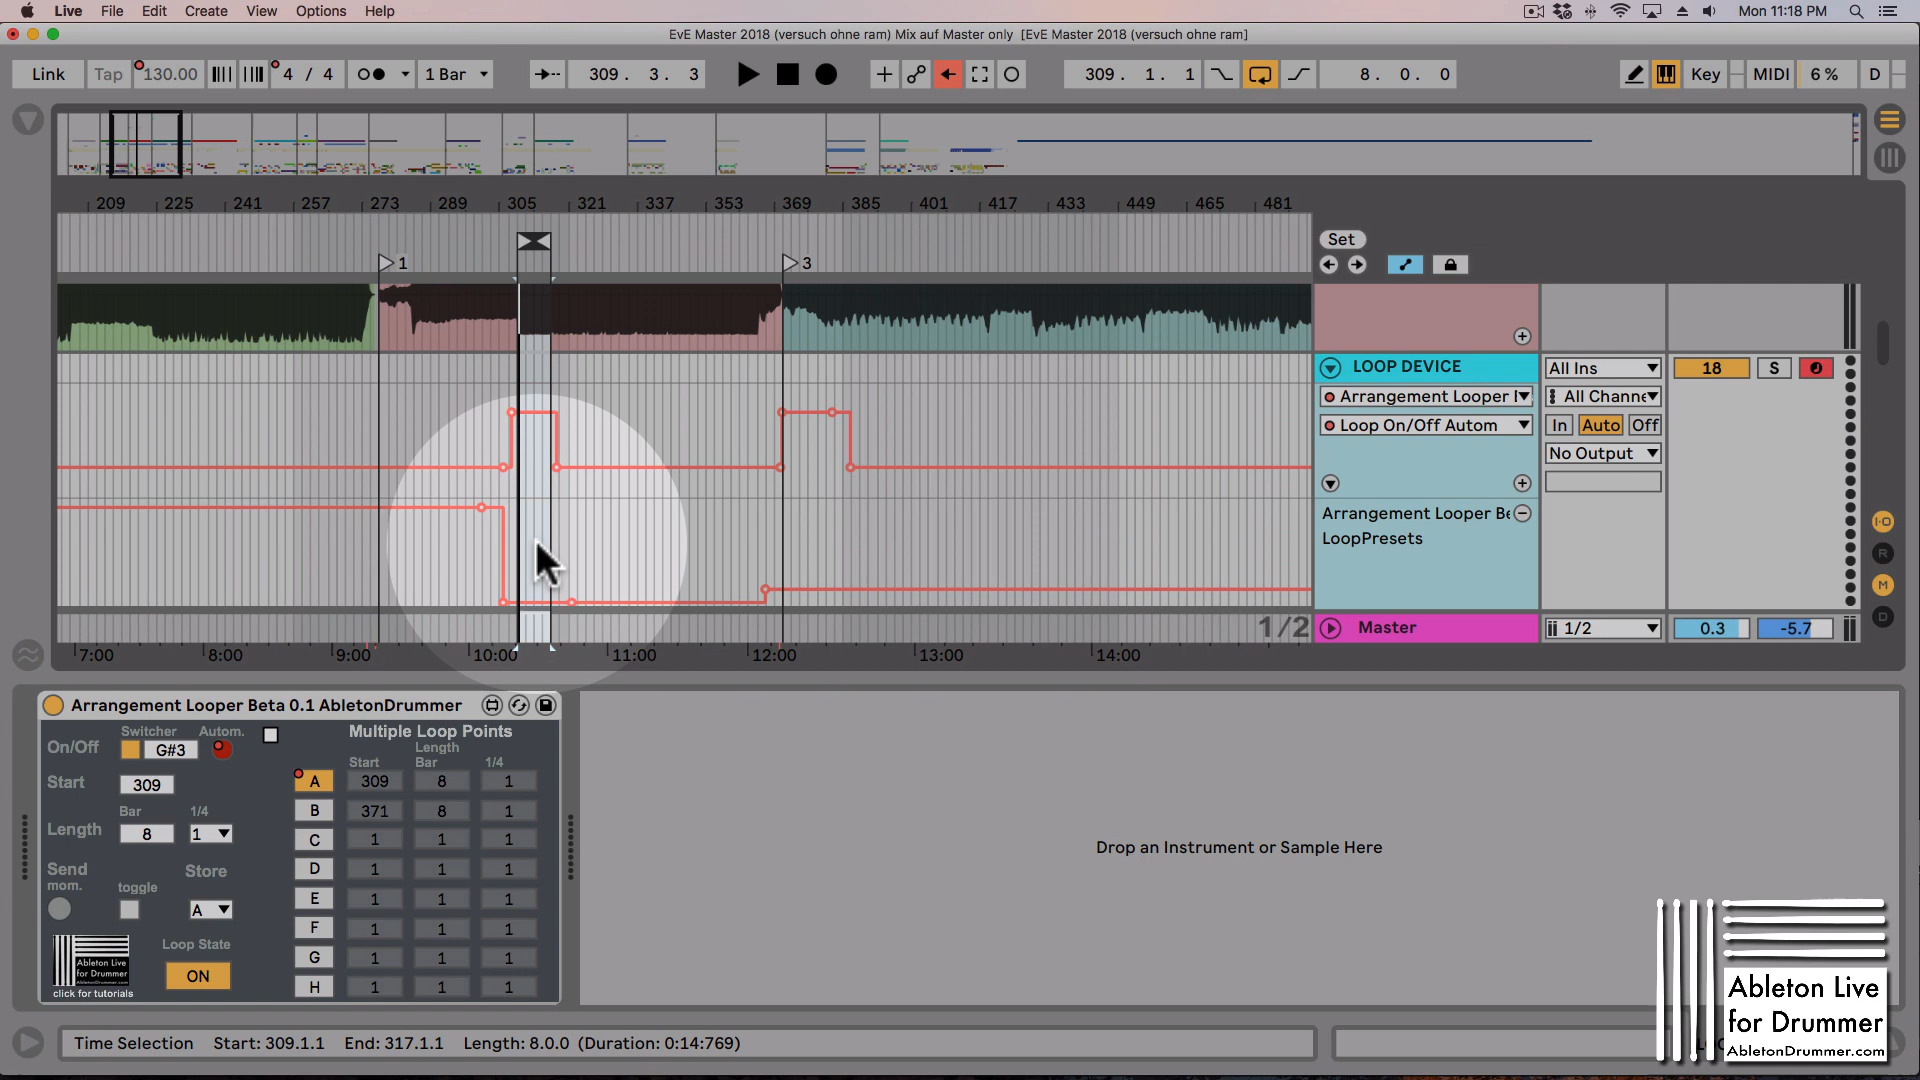 Live File Edit Create View Options Help Mon 11:18 PM
EvE Master 2018 (versuch ohne ram) Mix auf Master only [EvE Master 2018 (versuch ohne ram)]
Link Tap 130.00 4 / 4 1 Bar 309. 3. 3 309. 1. 1 8. 0. 0 Key MIDI 6 % D
209 225 241 257 273 289 305 321 337 353 369 385 401 417 433 449 465 481
Set
1 3
LOOP DEVICE All Ins 18 S
Arrangement Looper All Channe
Loop On/Off Autom In Auto Off
No Output
Arrangement Looper Be
LoopPresets
1/2 Master 1/2 0.3 -5.7
7:00 8:00 9:00 10:00 11:00 12:00 13:00 14:00
I·O
R
M
D
Arrangement Looper Beta 0.1 AbletonDrummer
Switcher Autom. Multiple Loop Points
On/Off G#3 Length
Start Bar 1/4
Start 309 A 309 8 1
Bar 1/4 B 371 8 1
Length 8 1 C 1 1 1
Send Store D 1 1 1
mom. toggle E 1 1 1
A F 1 1 1
Loop State G 1 1 1
ON H 1 1 1
Ableton Live
for Drummer
AbletonDrummer.com
click for tutorials
Drop an Instrument or Sample Here
Time Selection Start: 309.1.1 End: 317.1.1 Length: 8.0.0 (Duration: 0:14:769)
Ableton Live
for Drummer
AbletonDrummer.com